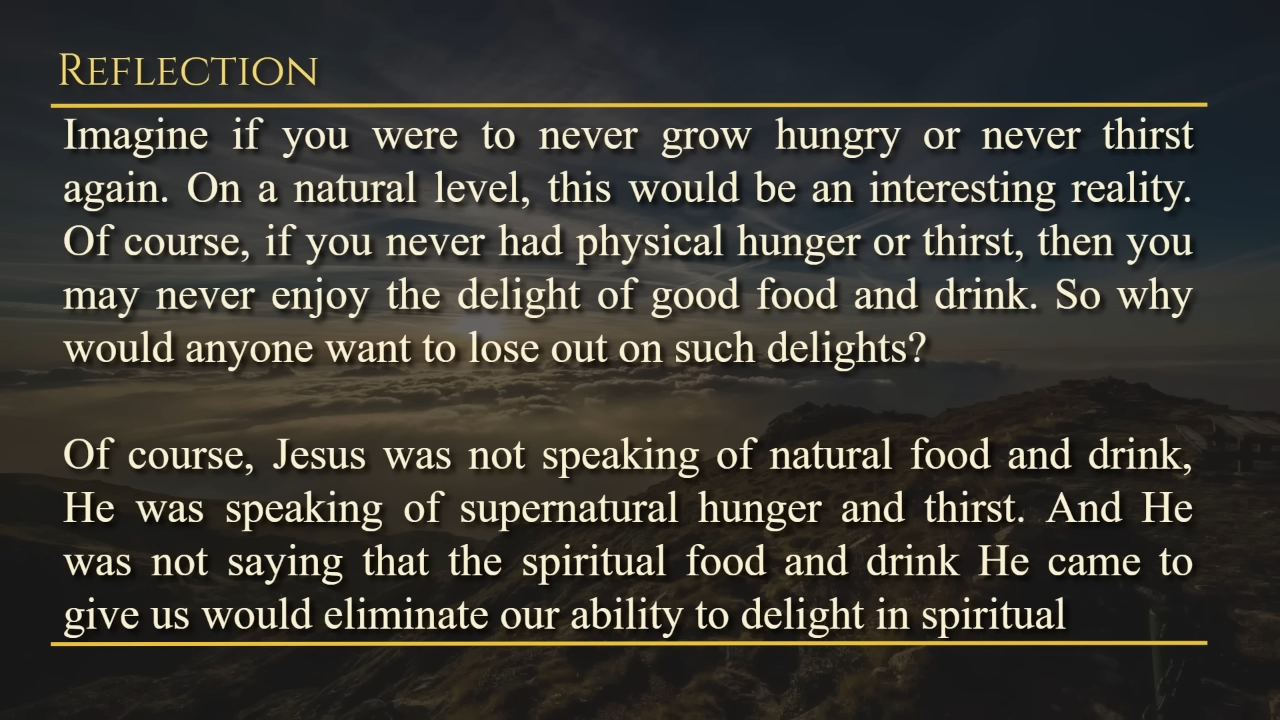 Reflection
Imagine if you were to never grow hungry or never thirst
again. On a natural level, this would be an interesting reality.
Of course, if you never had physical hunger or thirst, then you
may never enjoy the delight of good food and drink. So why
would anyone want to lose out on such delights?
Of course, Jesus was not speaking of natural food and drink,
He was speaking of supernatural hunger and thirst. And He
was not saying that the spiritual food and drink He came to
give us would eliminate our ability to delight in spiritual